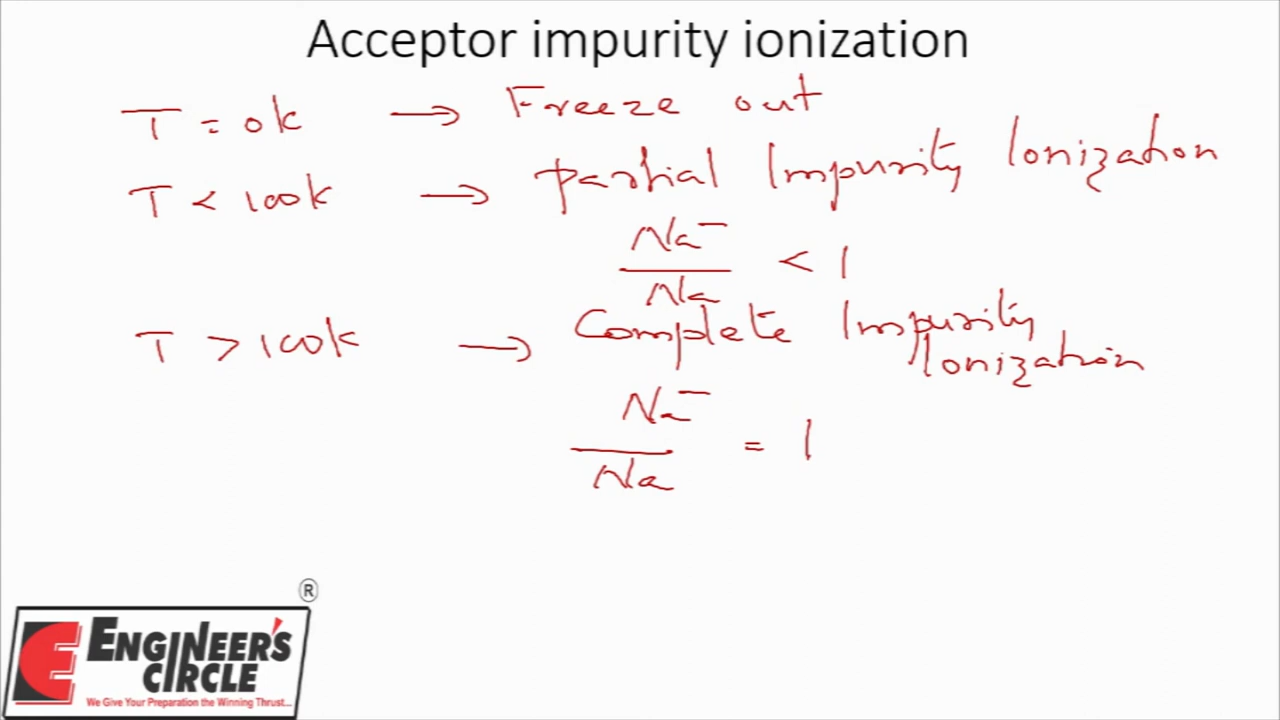 Acceptor impurity ionization
T = 0k → Freeze out
T < 100k → partial Impurity Ionization
Na⁻
Na
< 1
T > 100k → Complete Impurity
Ionization
Na⁻
Na
= 1
®
ENGINEER'S
CIRCLE
We Give Your Preparation the Winning Thrust...